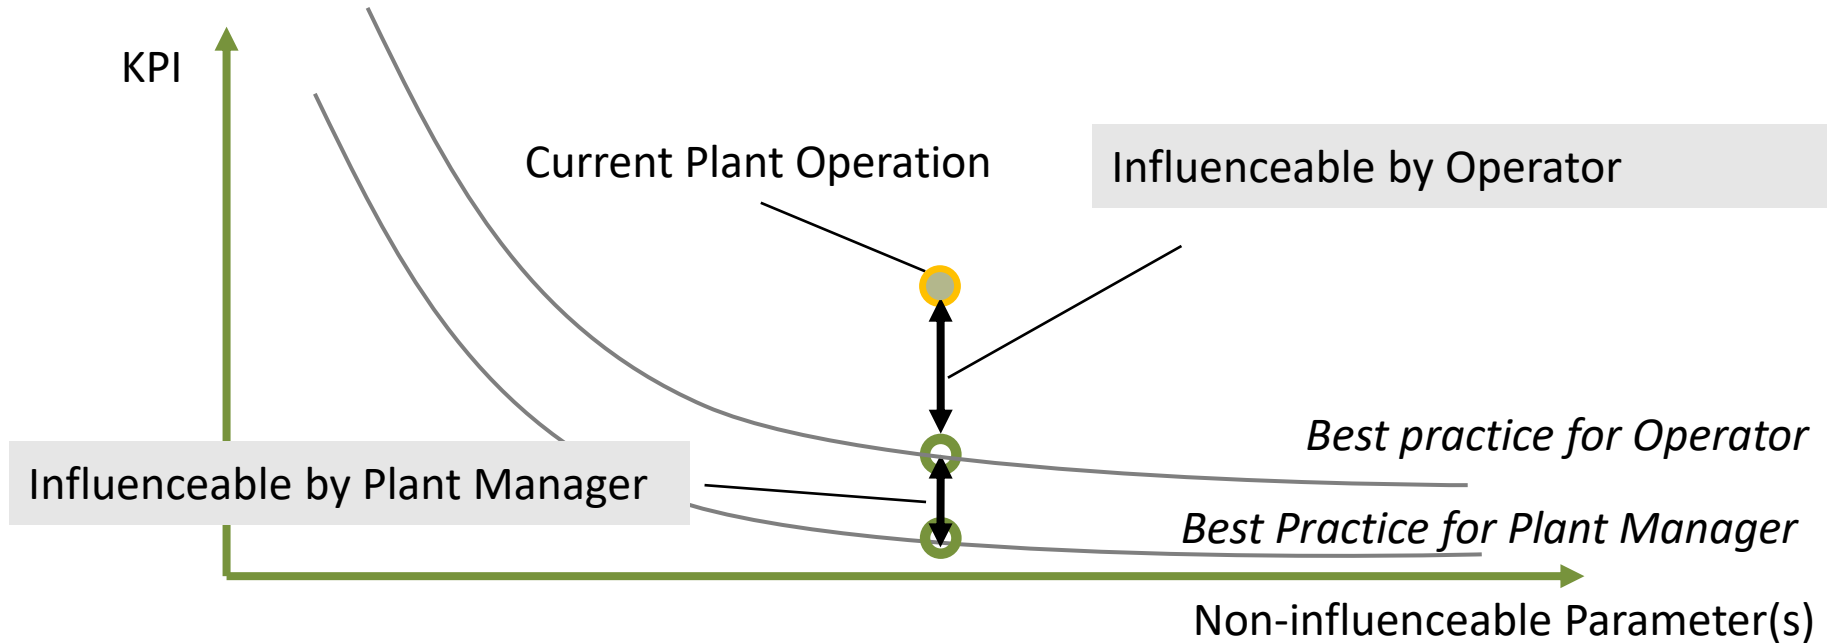 KPI
Current Plant Operation
Influenceable by Operator
Best practice for Operator
Influenceable by Plant Manager
Best Practice for Plant Manager
Non-influenceable Parameter(s)